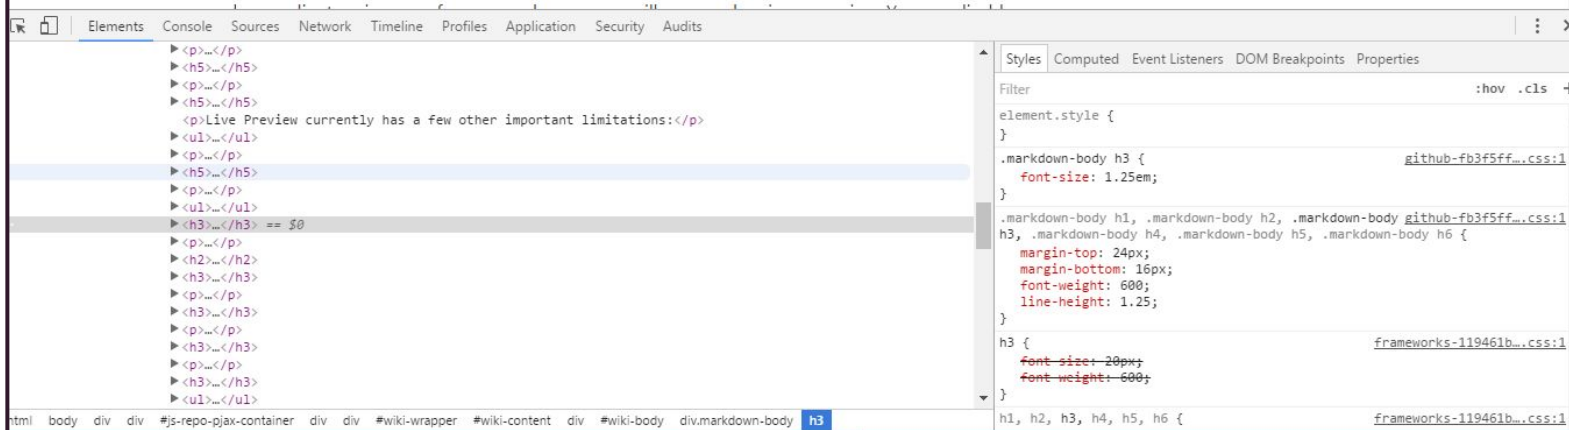 Elements Console Sources Network Timeline Profiles Application Security Audits
▶<p>…</p>
▶<h5>…</h5>
▶<p>…</p>
▶<h5>…</h5>
<p>Live Preview currently has a few other important limitations:</p>
▶<ul>…</ul>
▶<p>…</p>
▶<h5>…</h5>
▶<p>…</p>
▶<ul>…</ul>
▶<h3>…</h3> == $0
▶<p>…</p>
▶<h2>…</h2>
▶<h3>…</h3>
▶<p>…</p>
▶<h3>…</h3>
▶<p>…</p>
▶<h3>…</h3>
▶<p>…</p>
▶<h3>…</h3>
▶<ul>…</ul>
html body div div #js-repo-pjax-container div div #wiki-wrapper #wiki-content div #wiki-body div.markdown-body h3
Styles Computed Event Listeners DOM Breakpoints Properties
Filter :hov .cls +
element.style {
}
.markdown-body h3 { github-fb3f5ff….css:1
font-size: 1.25em;
}
.markdown-body h1, .markdown-body h2, .markdown-body github-fb3f5ff….css:1
h3, .markdown-body h4, .markdown-body h5, .markdown-body h6 {
margin-top: 24px;
margin-bottom: 16px;
font-weight: 600;
line-height: 1.25;
}
h3 { frameworks-119461b….css:1
font-size: 20px;
font-weight: 600;
}
h1, h2, h3, h4, h5, h6 { frameworks-119461b….css:1